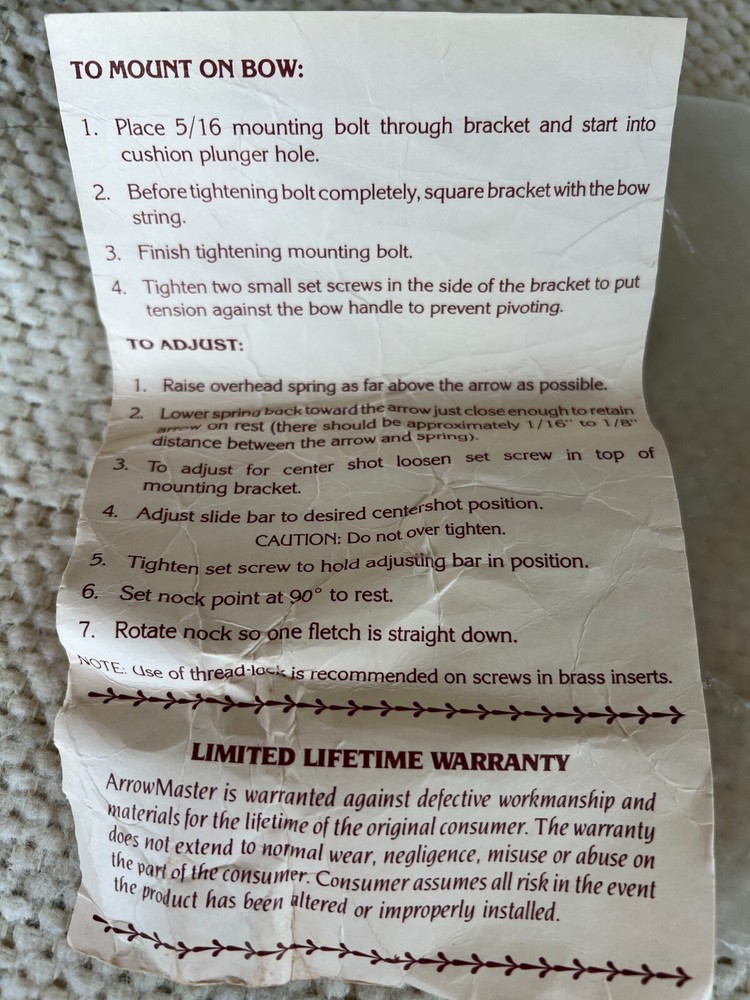 TO MOUNT ON BOW:
1. Place 5/16 mounting bolt through bracket and start into
cushion plunger hole.
2. Before tightening bolt completely, square bracket with the bow
string.
3. Finish tightening mounting bolt.
4. Tighten two small set screws in the side of the bracket to put
tension against the bow handle to prevent pivoting.
TO ADJUST:
1. Raise overhead spring as far above the arrow as possible.
2. Lower spring back toward the arrow just close enough to retain
arrow on rest (there should be approximately 1/16" to 1/8"
distance between the arrow and spring).
3. To adjust for center shot loosen set screw in top of
mounting bracket.
4. Adjust slide bar to desired centershot position.
CAUTION: Do not over tighten.
5. Tighten set screw to hold adjusting bar in position.
6. Set nock point at 90° to rest.
7. Rotate nock so one fletch is straight down.
NOTE: Use of thread-lock is recommended on screws in brass inserts.
LIMITED LIFETIME WARRANTY
ArrowMaster is warranted against defective workmanship and
materials for the lifetime of the original consumer. The warranty
does not extend to normal wear, negligence, misuse or abuse on
the part of the consumer. Consumer assumes all risk in the event
the product has been altered or improperly installed.